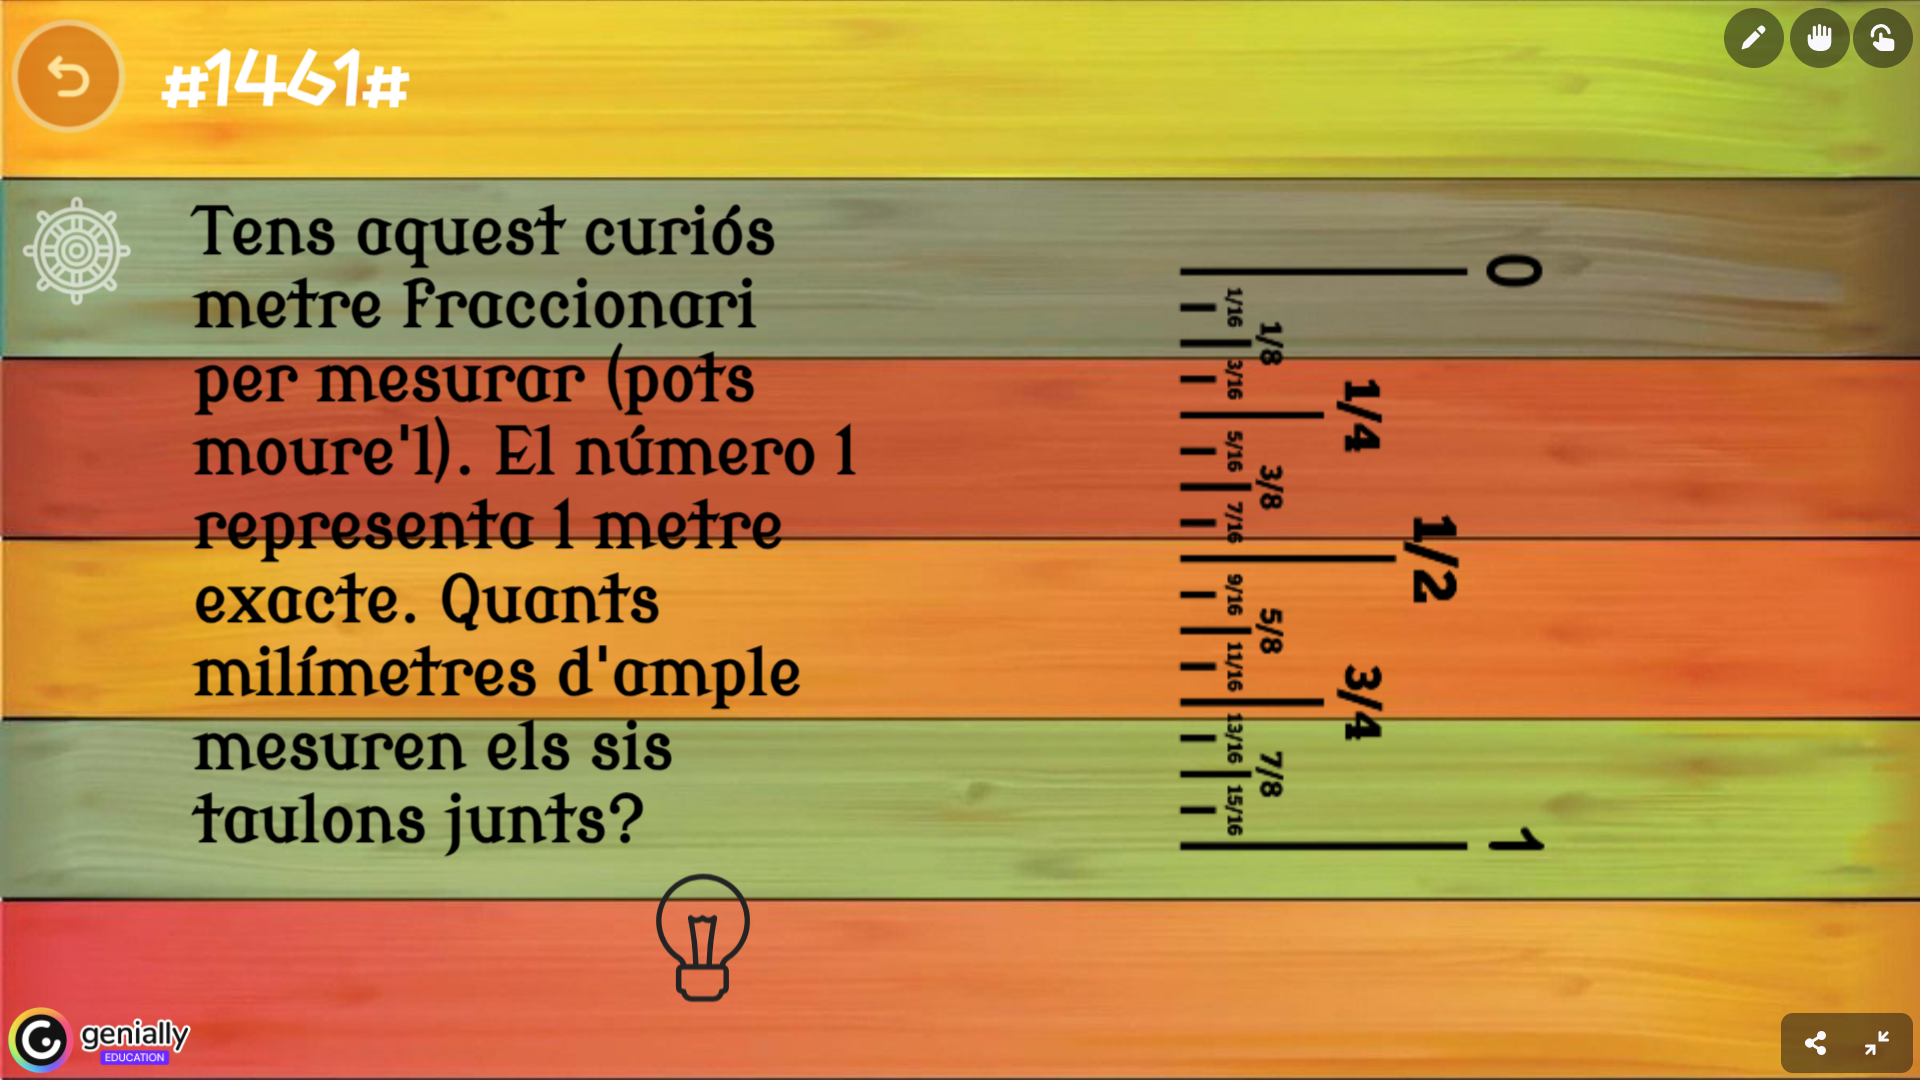 #1461#
Tens aquest curiós
metre fraccionari
per mesurar (pots
moure'l). El número 1
representa 1 metre
exacte. Quants
milímetres d'ample
mesuren els sis
taulons junts?
0
1/16
1/8
3/16
1/4
5/16
3/8
7/16
1/2
9/16
5/8
11/16
3/4
13/16
7/8
15/16
1
genially
EDUCATION